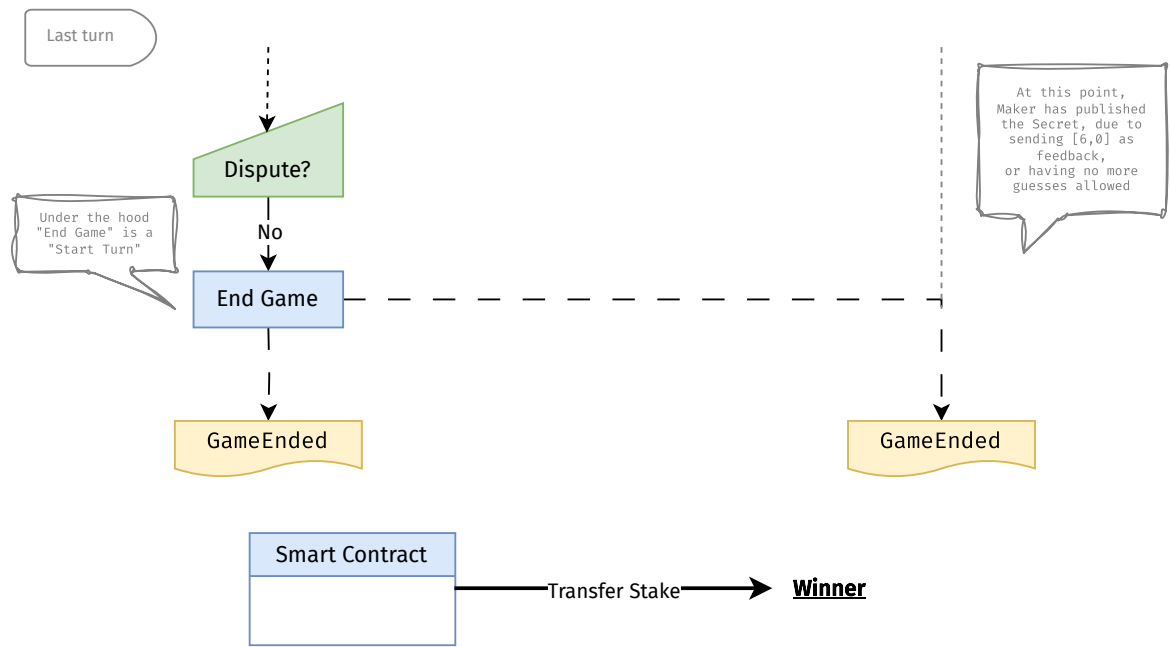 Last turn
At this point,
Maker has published
the Secret, due to
sending [6,0] as
feedback,
or having no more
guesses allowed
Dispute?
Under the hood
"End Game" is a
"Start Turn"
No
End Game
GameEnded
GameEnded
Smart Contract
Transfer Stake
Winner